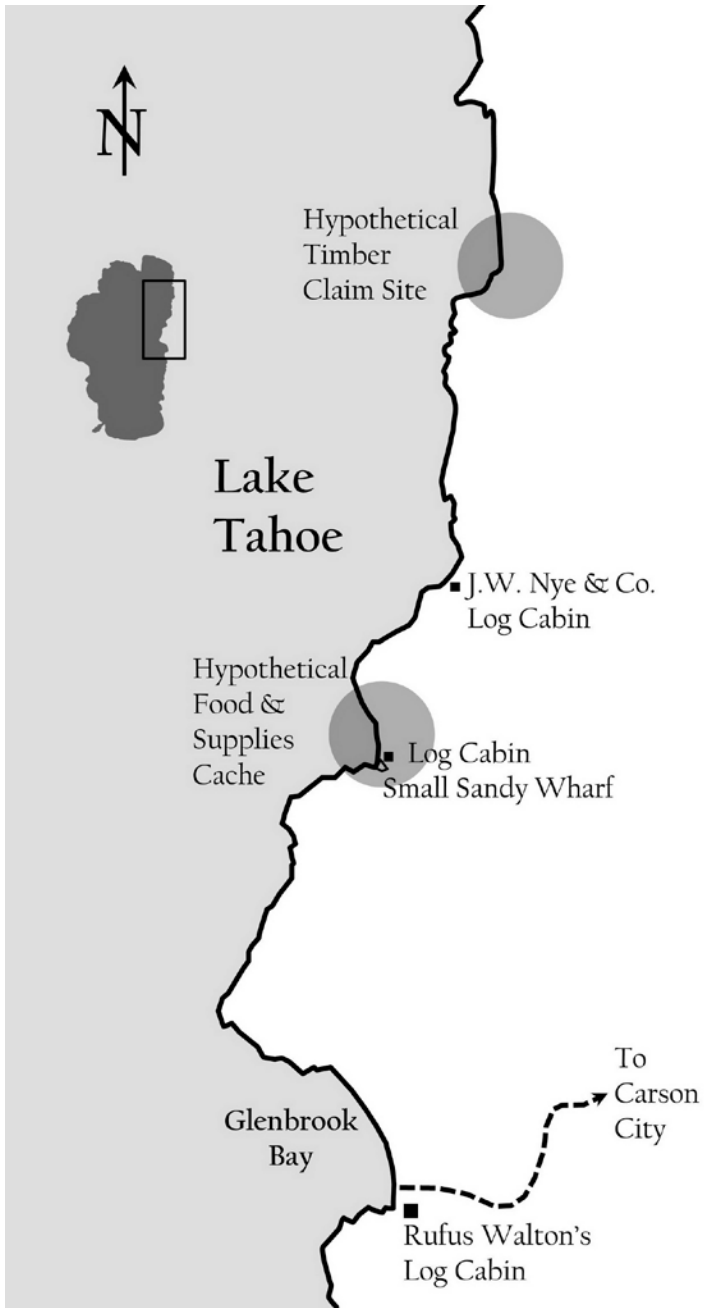 N
Hypothetical
Timber
Claim Site
Lake
Tahoe
J.W. Nye & Co.
Log Cabin
Hypothetical
Food &
Supplies
Cache
Log Cabin
Small Sandy Wharf
To
Carson
City
Glenbrook
Bay
Rufus Walton's
Log Cabin